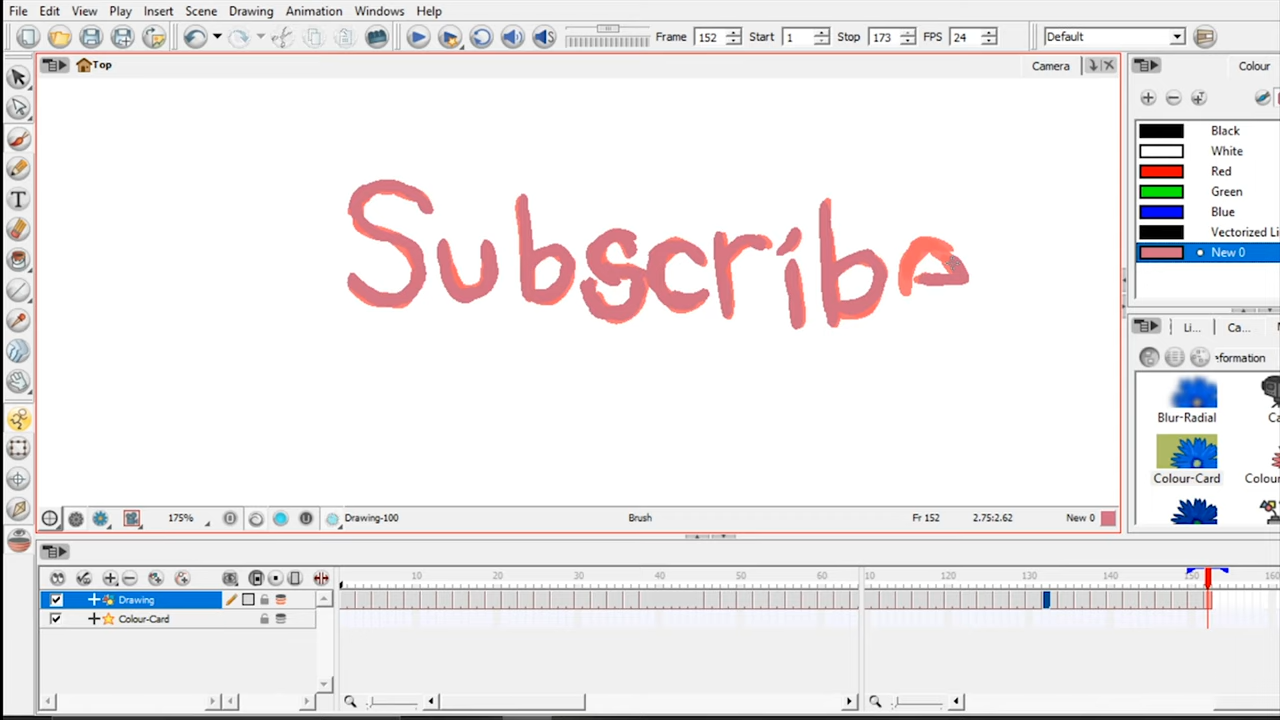 File Edit View Play Insert Scene Drawing Animation Windows Help
Frame 152 Start 1 Stop 173 FPS 24 Default
Top Camera Colour
Black
White
Red
Green
Blue
Vectorized Li
New 0
Subscribe
Li... Ca...
Blur-Radial
Colour-Card
175% Drawing-100 Brush Fr 152 2.75:2.62 New 0
10 20 30 40 50 60 10 120 130 140 150 160
Drawing
Colour-Card